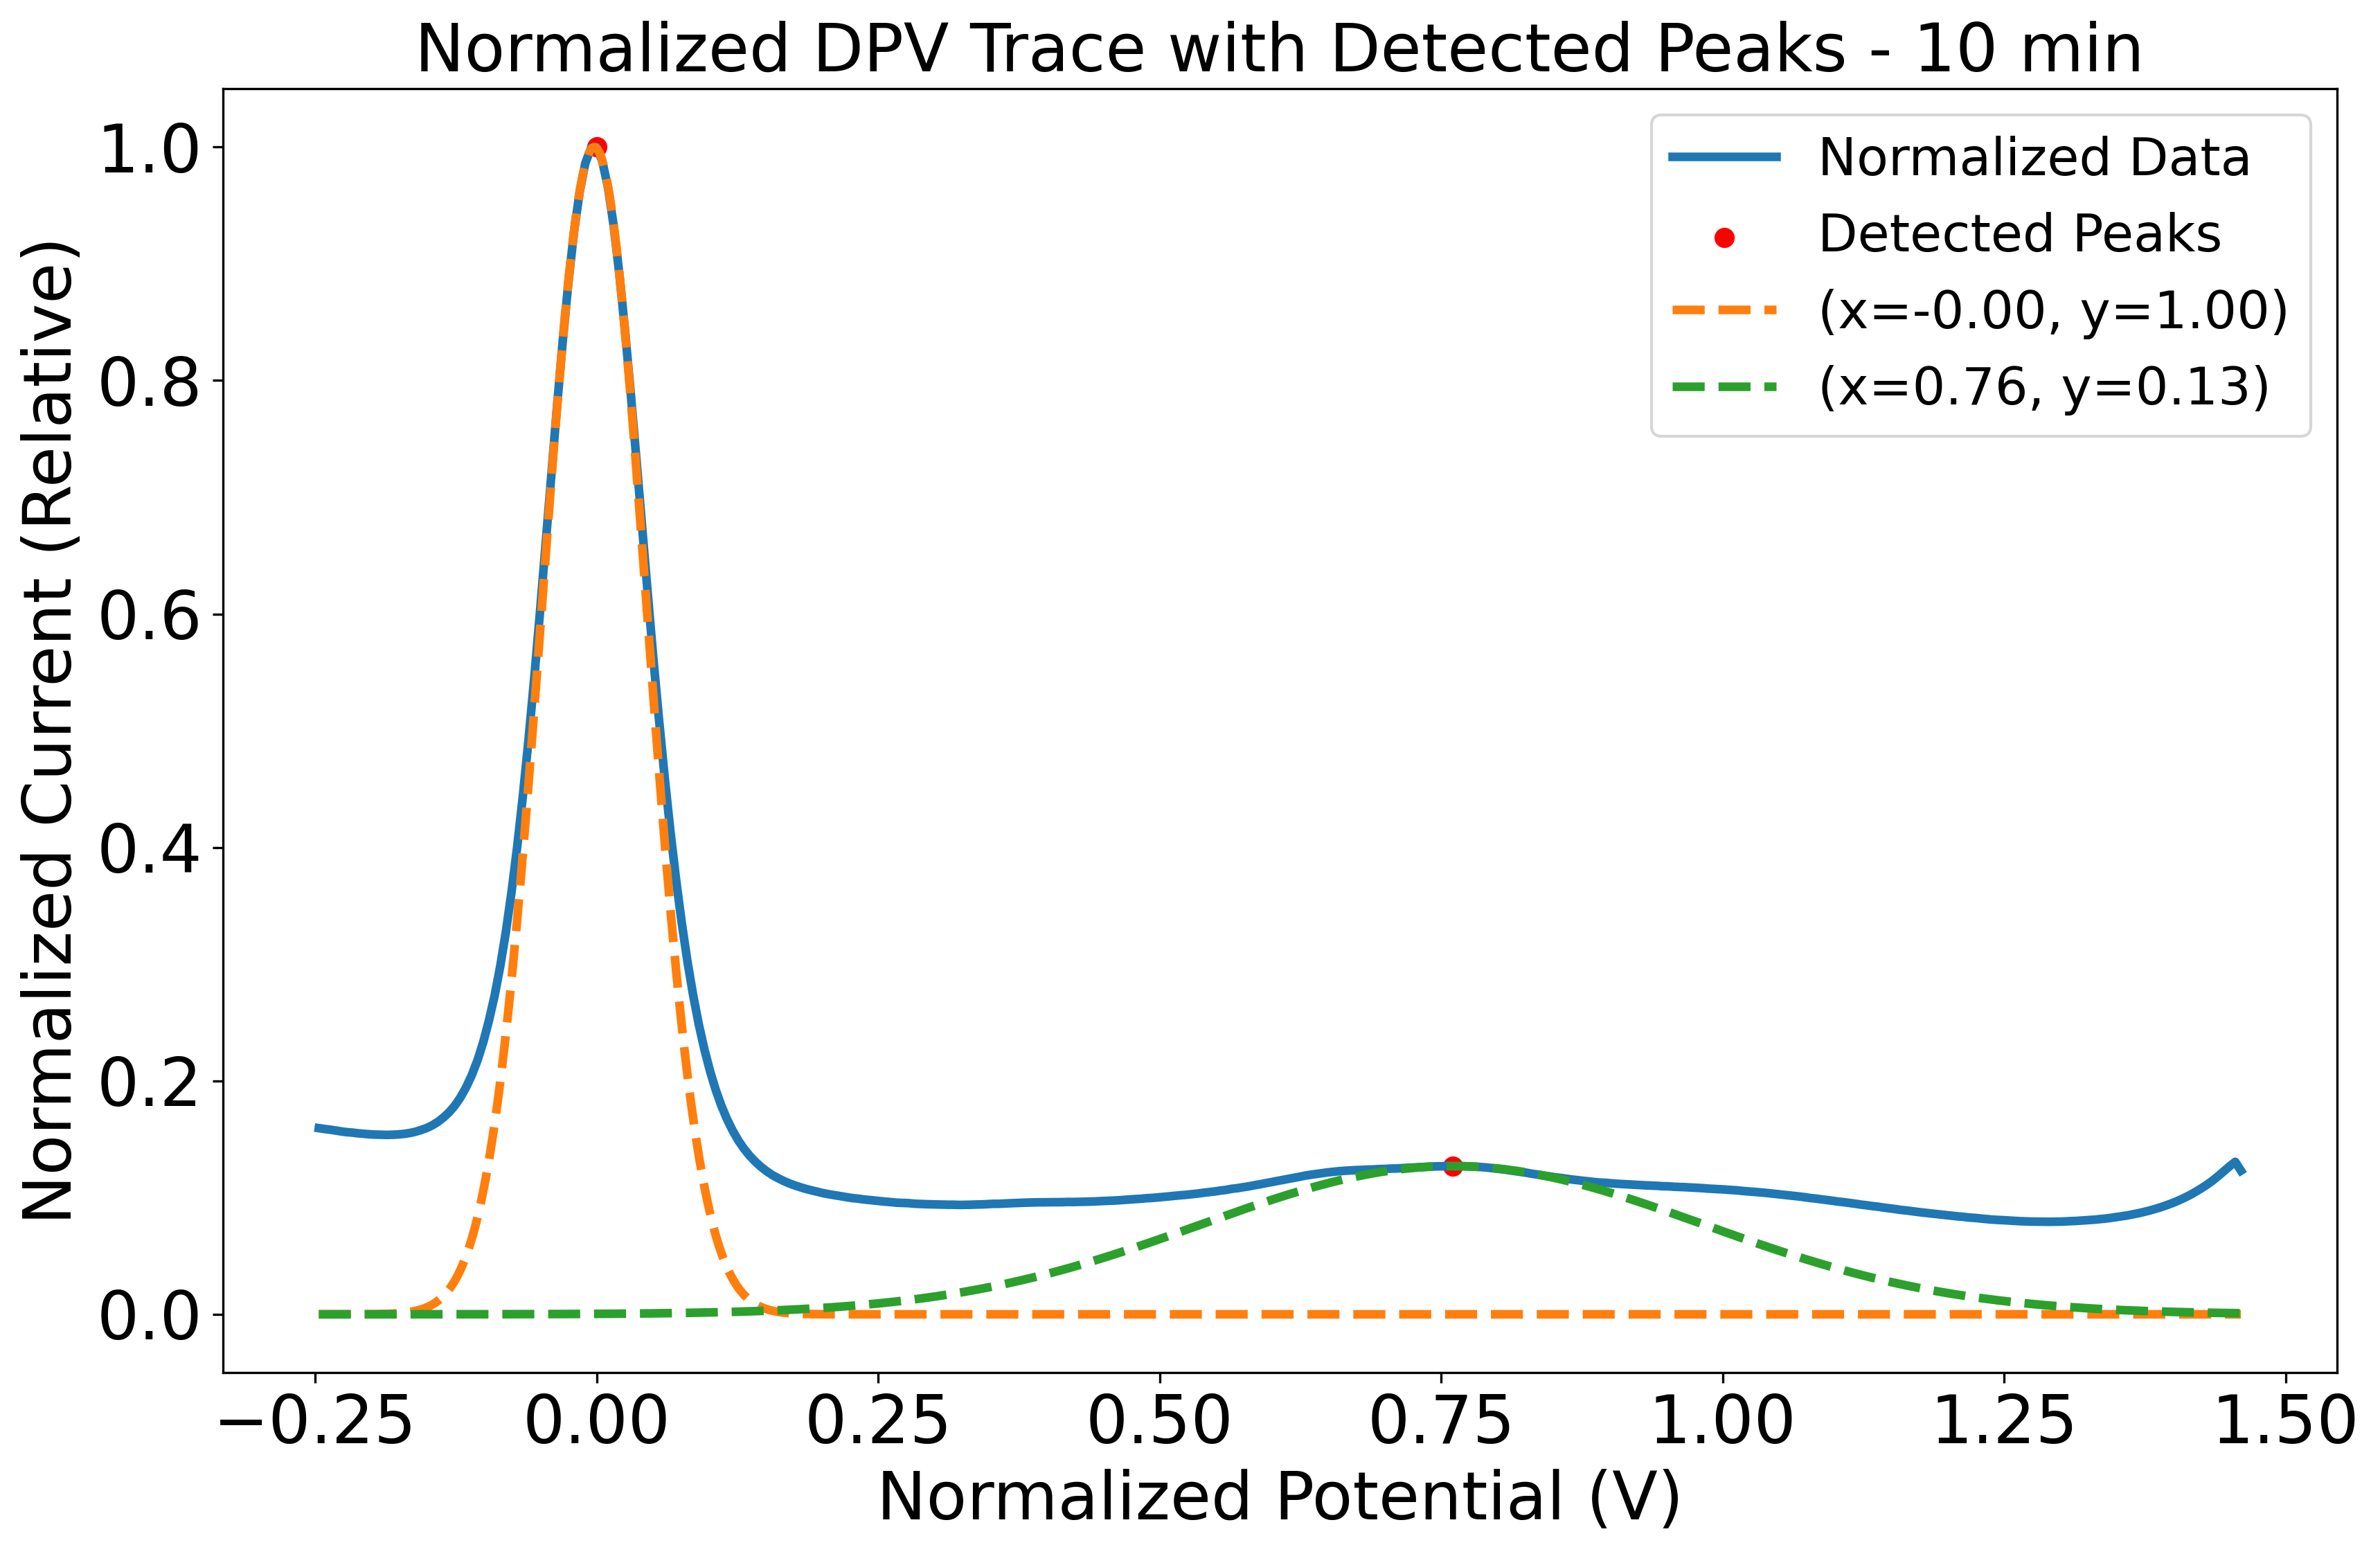 Normalized DPV Trace with Detected Peaks - 10 min
Normalized Data
Detected Peaks
(x=-0.00, y=1.00)
(x=0.76, y=0.13)
Normalized Current (Relative)
1.0
0.8
0.6
0.4
0.2
0.0
−0.25 0.00 0.25 0.50 0.75 1.00 1.25 1.50
Normalized Potential (V)